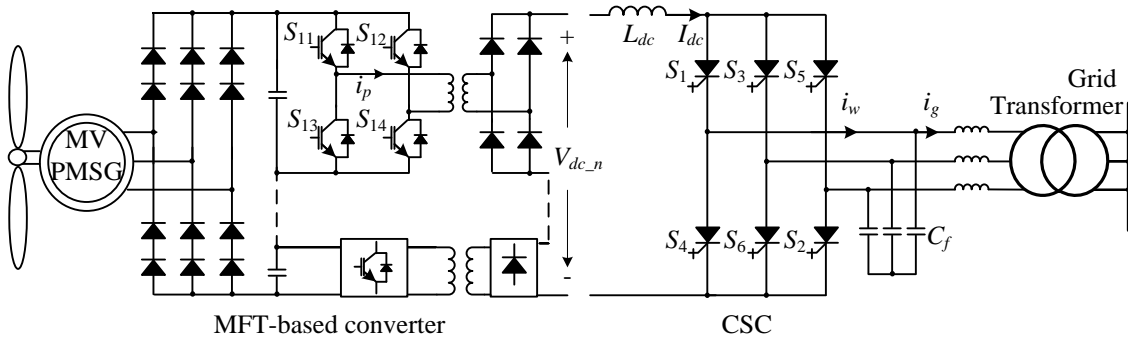 S11
S12
ip
S13
S14
MV
PMSG
+
Vdc_n
-
Ldc
Idc
S1
S3
S5
iw
ig
Grid
Transformer
S4
S6
S2
Cf
MFT-based converter
CSC